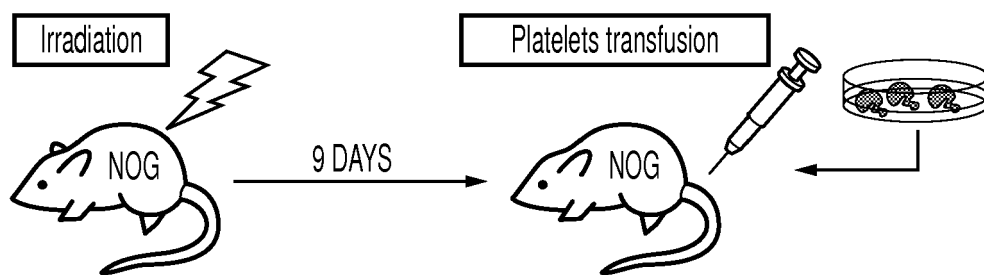 Irradiation
Platelets transfusion
NOG
9 DAYS
NOG